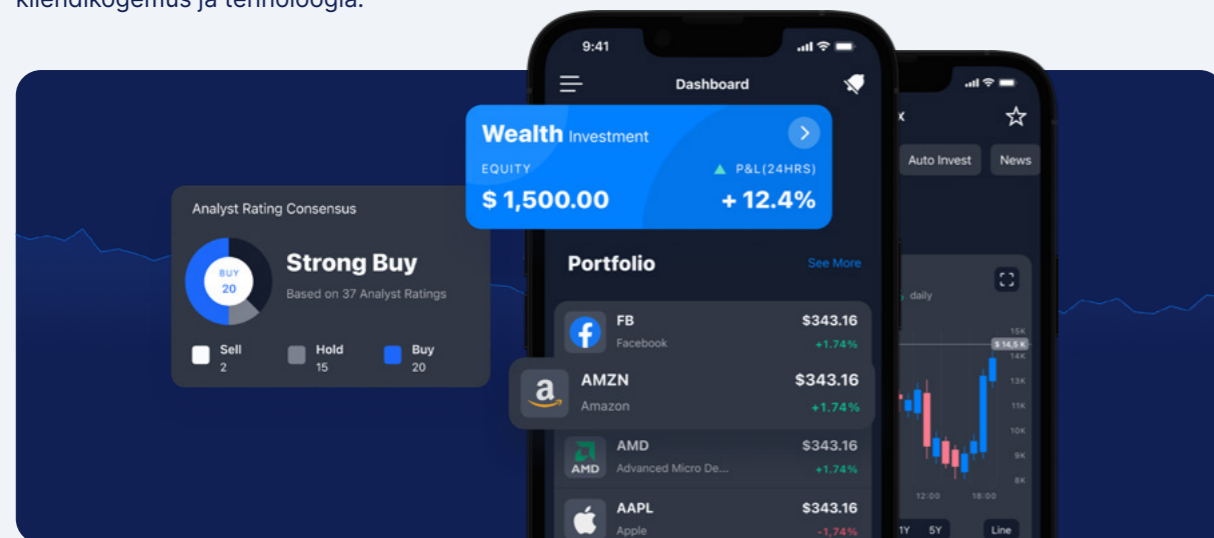 kliendikogemus ja tehnoloogia.
9:41
Dashboard
Wealth Investment
EQUITY
P&L(24HRS)
$ 1,500.00
+ 12.4%
Analyst Rating Consensus
BUY
20
Strong Buy
Based on 37 Analyst Ratings
Sell
2
Hold
15
Buy
20
Portfolio
See More
FB
$343.16
Facebook
+1.74%
a
AMZN
$343.16
Amazon
+1.74%
AMD
AMD
$343.16
Advanced Micro De...
+1.74%
AAPL
$343.16
Apple
-1,74%
Auto Invest
News
daily
15K
$ 14,5 K
14K
13K
11K
10K
9K
8K
12:00
18:00
1Y
5Y
Line